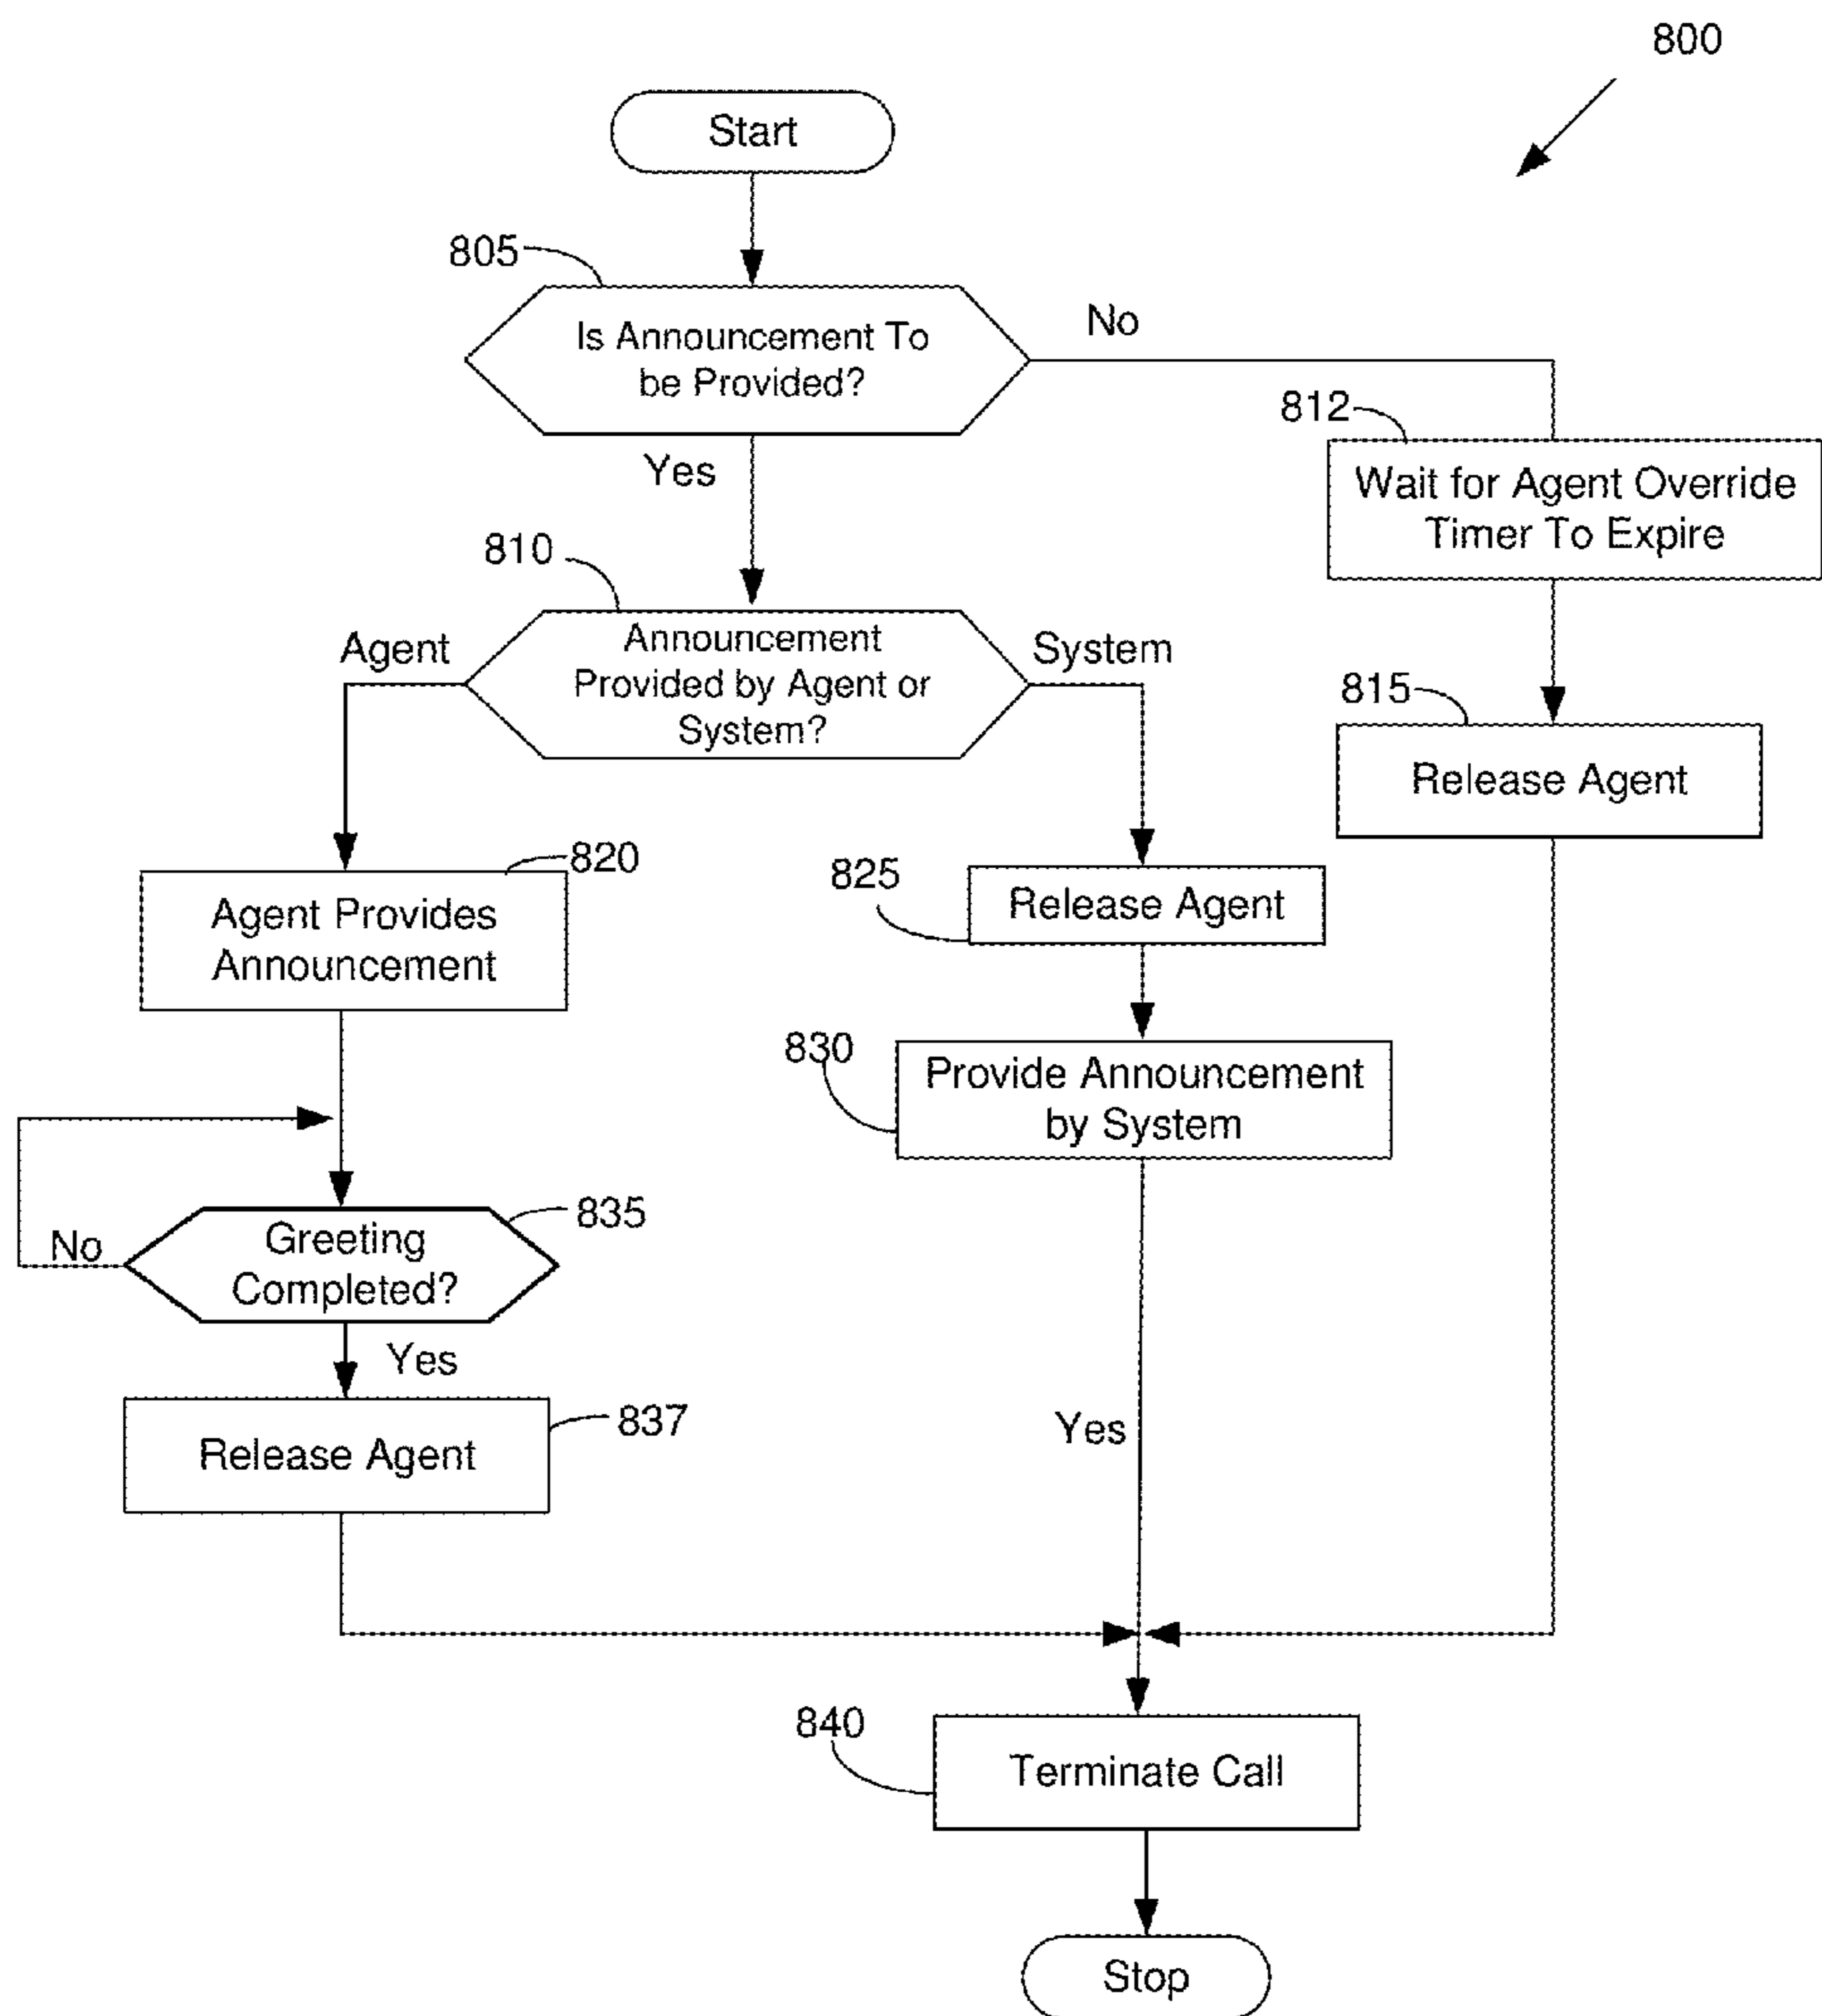 800
Start
805
Is Announcement To
be Provided?
No
Yes
812
Wait for Agent Override
Timer To Expire
810
Announcement
Provided by Agent or
System?
Agent
System
815
Release Agent
820
Agent Provides
Announcement
825
Release Agent
830
Provide Announcement
by System
835
Greeting
Completed?
No
Yes
837
Release Agent
Yes
840
Terminate Call
Stop